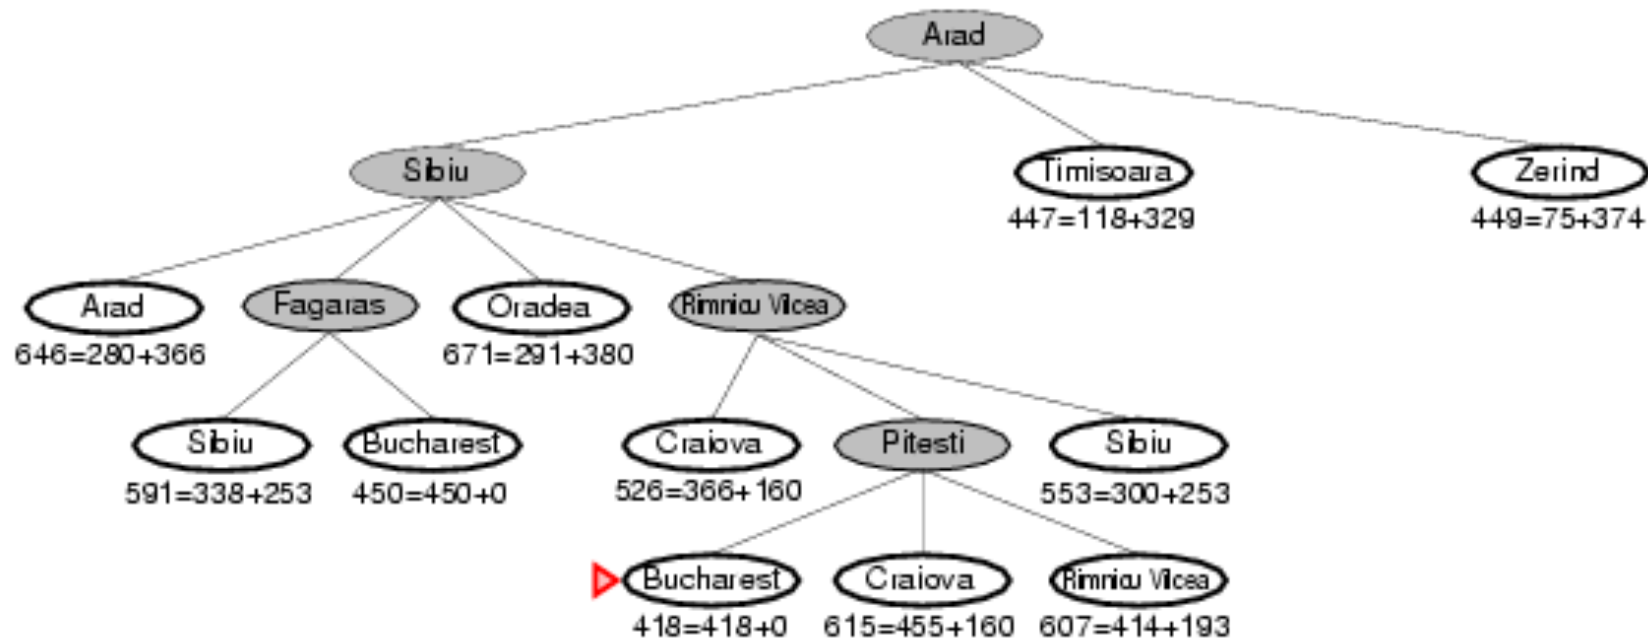 Arad
Sibiu
Timisoara
Zerind
447=118+329
449=75+374
Arad
Fagaras
Oradea
Rimnicu Vilcea
646=280+366
671=291+380
Sibiu
Bucharest
Craiova
Pitesti
Sibiu
591=338+253
450=450+0
526=366+160
553=300+253
Bucharest
Craiova
Rimnicu Vilcea
418=418+0
615=455+160
607=414+193